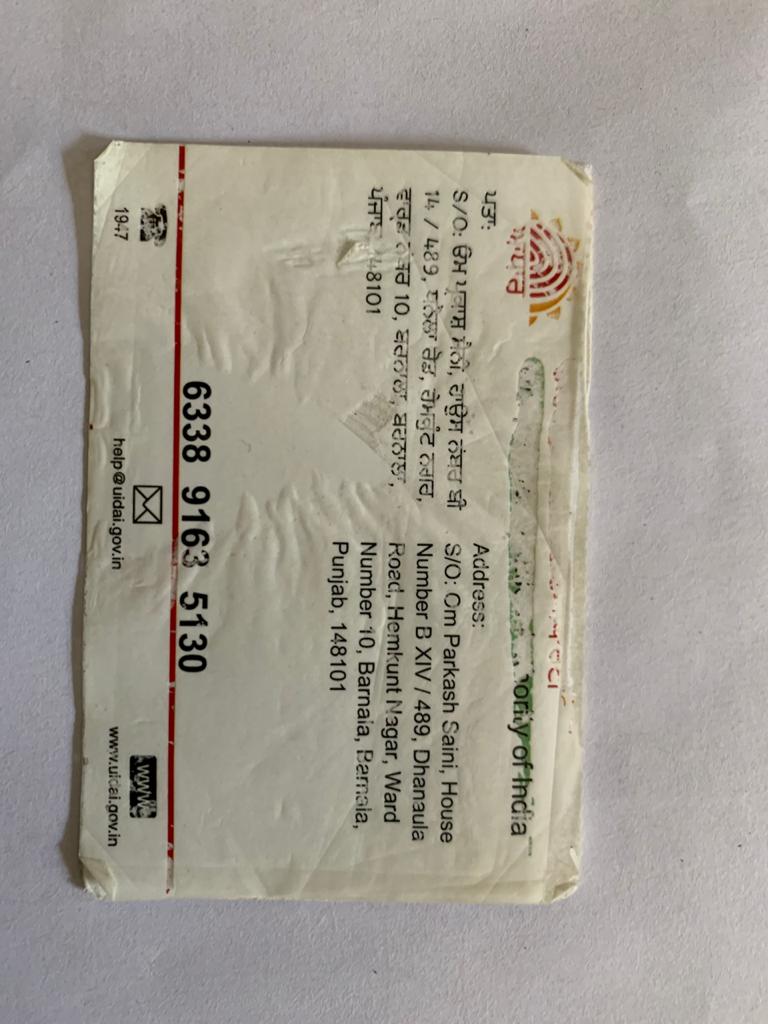 ority of India
ਪਤਾ:
S/O: ਓਮ ਪ੍ਰਕਾਸ਼ ਸੈਣੀ, ਹਾਊਸ ਨੰਬਰ ਬੀ
14 / 489, ਧਨੌਲਾ ਰੋਡ, ਹੇਮਕੁੰਟ ਨਗਰ,
ਵਾਰਡ ਨੰਬਰ 10, ਬਰਨਾਲਾ, ਬਰਨਾਲਾ,
ਪੰਜਾਬ, 148101
Address:
S/O: Om Parkash Saini, House
Number B XIV / 489, Dhanaula
Road, Hemkunt Nagar, Ward
Number 10, Barnala, Barnala,
Punjab, 148101
6338 9163 5130
1947
help@uidai.gov.in
www
www.uidai.gov.in